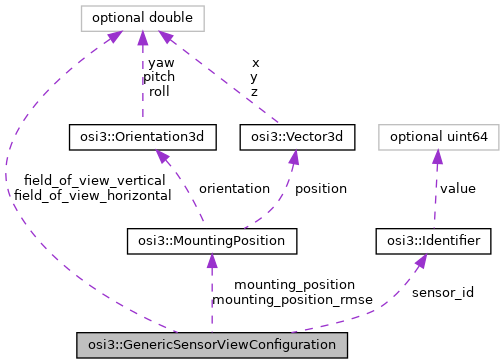 optional double
yaw
pitch
roll
x
y
z
osi3::Orientation3d
osi3::Vector3d
optional uint64
field_of_view_vertical
field_of_view_horizontal
orientation
position
value
osi3::MountingPosition
osi3::Identifier
mounting_position
mounting_position_rmse
sensor_id
osi3::GenericSensorViewConfiguration